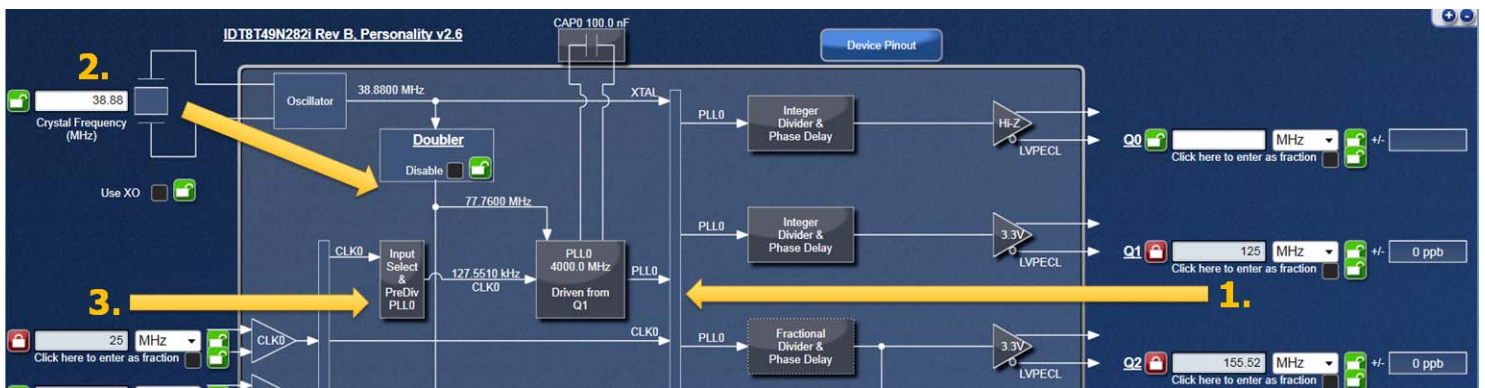 CAP0 100.0 nF
IDT8T49N282i Rev B, Personality v2.6
Device Pinout
2.
38.88
Crystal Frequency
(MHz)
Use XO
Oscillator
38.8800 MHz
XTAL
Doubler
Disable
77.7600 MHz
CLK0
Input
Select
&
PreDiv
PLL0
127.5510 kHz
CLK0
PLL0
4000.0 MHz
Driven from
Q1
PLL0
CLK0
3.
1.
25 MHz
Click here to enter as fraction
CLK0
PLL0
Integer
Divider &
Phase Delay
Hi-Z
LVPECL
Q0 MHz +/-
Click here to enter as fraction
PLL0
Integer
Divider &
Phase Delay
3.3V
LVPECL
Q1 125 MHz +/- 0 ppb
Click here to enter as fraction
PLL0
Fractional
Divider &
Phase Delay
3.3V
LVPECL
Q2 155.52 MHz +/- 0 ppb
Click here to enter as fraction